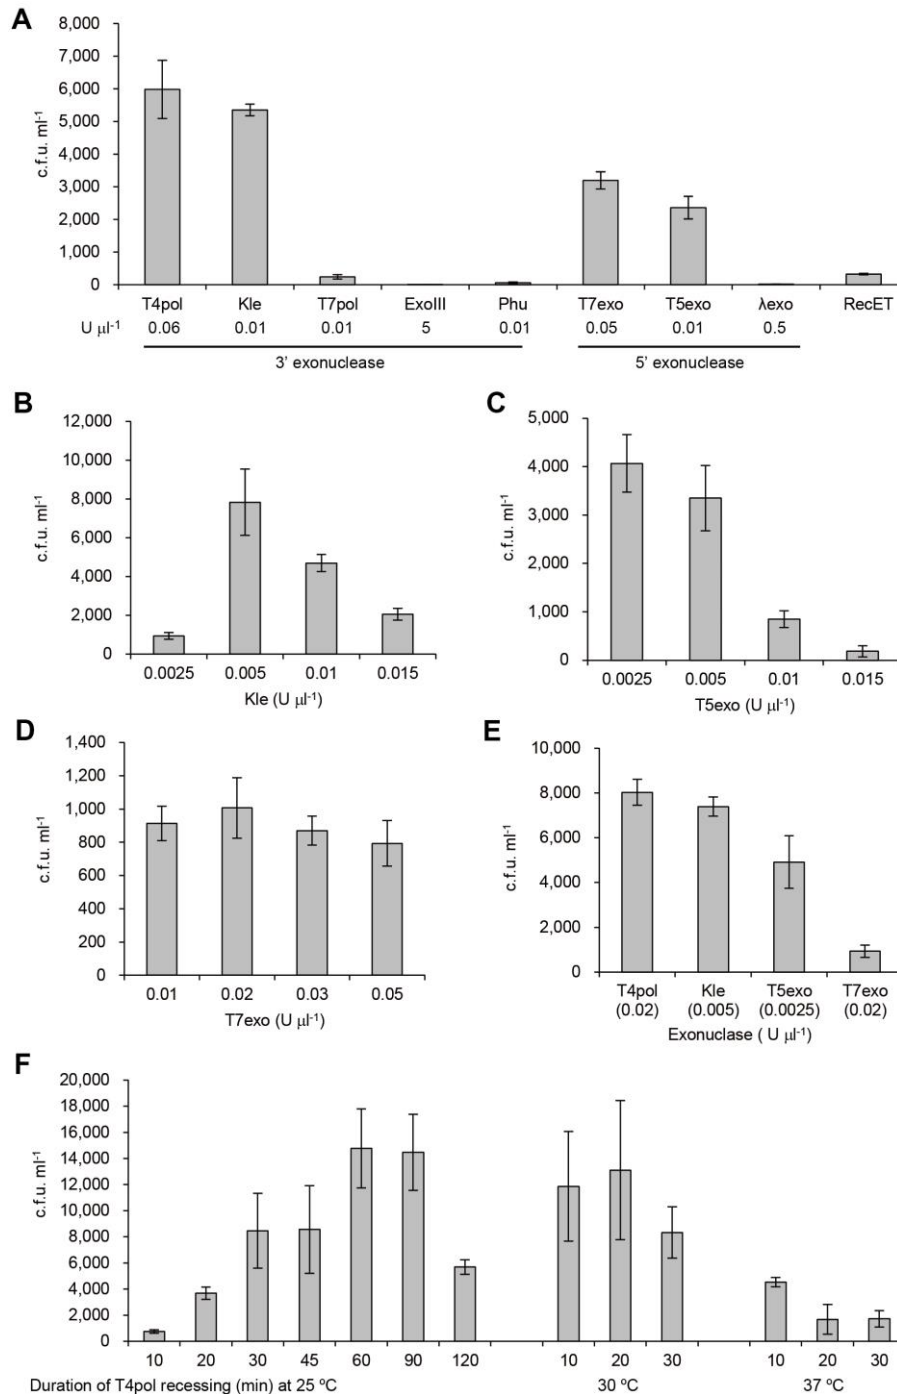 A
8,000
7,000
6,000
5,000
4,000
3,000
2,000
1,000
0
c.f.u. ml⁻¹
T4pol Kle T7pol ExoIII Phu T7exo T5exo λexo RecET
U μl⁻¹ 0.06 0.01 0.01 5 0.01 0.05 0.01 0.5
3' exonuclease 5' exonuclease
B
12,000
10,000
8,000
6,000
4,000
2,000
0
c.f.u. ml⁻¹
0.0025 0.005 0.01 0.015
Kle (U μl⁻¹)
C
5,000
4,000
3,000
1,000
0
c.f.u. ml⁻¹
0.0025 0.005 0.01 0.015
T5exo (U μl⁻¹)
D
1,400
1,200
1,000
800
600
400
200
0
c.f.u. ml⁻¹
0.01 0.02 0.03 0.05
T7exo (U μl⁻¹)
E
10,000
8,000
6,000
4,000
2,000
0
c.f.u. ml⁻¹
T4pol Kle T5exo T7exo
(0.02) (0.005) (0.0025) (0.02)
Exonuclase ( U μl⁻¹)
F
20,000
18,000
16,000
14,000
12,000
10,000
8,000
6,000
4,000
2,000
0
c.f.u. ml⁻¹
10 20 30 45 60 90 120 10 20 30 10 20 30
Duration of T4pol recessing (min) at 25 ºC 30 ºC 37 ºC